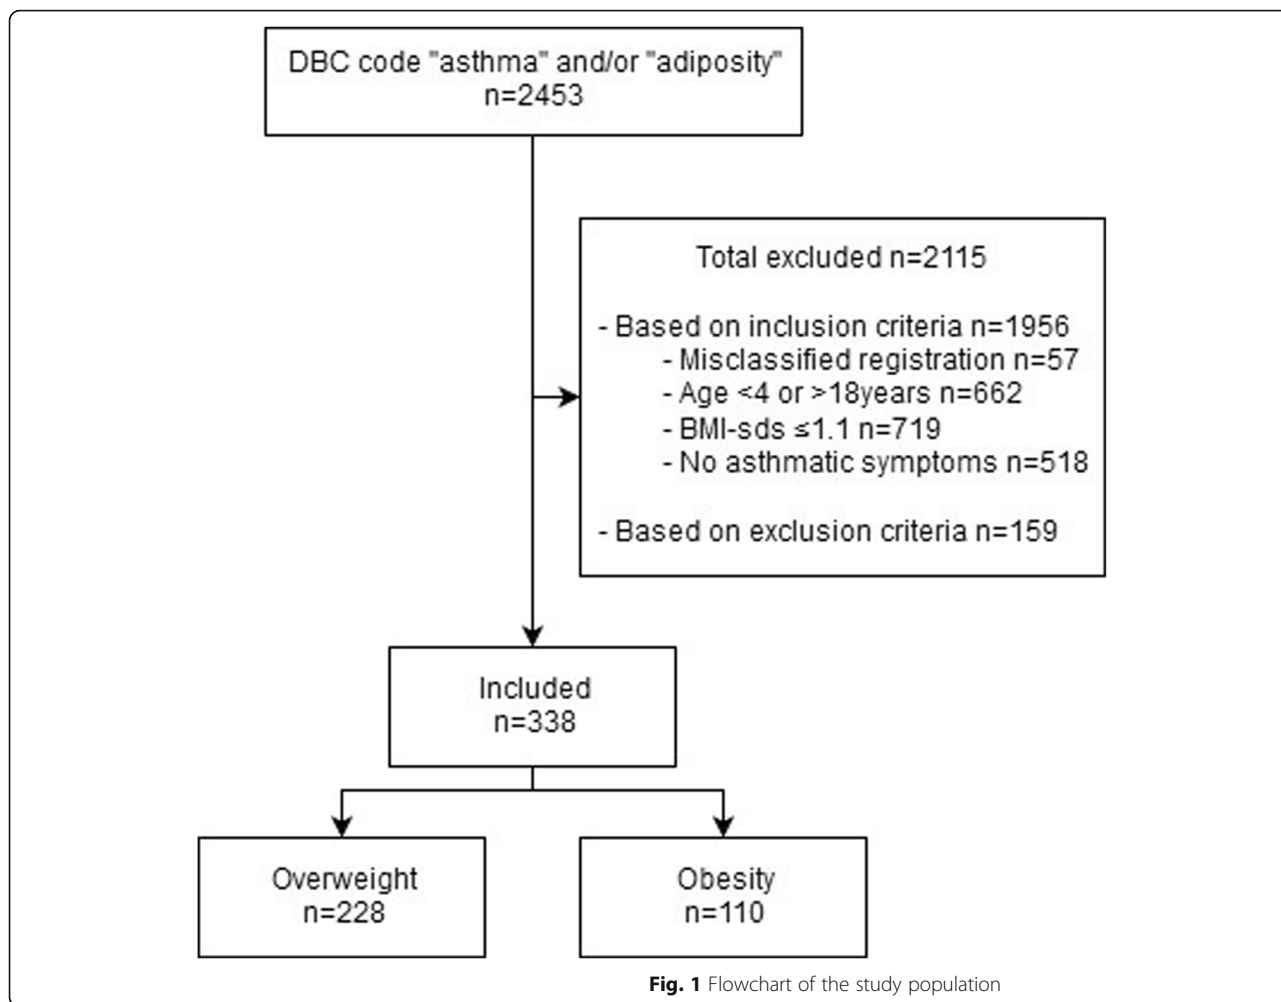 DBC code "asthma" and/or "adiposity"
n=2453
Total excluded n=2115
- Based on inclusion criteria n=1956
- Misclassified registration n=57
- Age <4 or >18years n=662
- BMI-sds ≤1.1 n=719
- No asthmatic symptoms n=518
- Based on exclusion criteria n=159
Included
n=338
Overweight
n=228
Obesity
n=110
Fig. 1 Flowchart of the study population